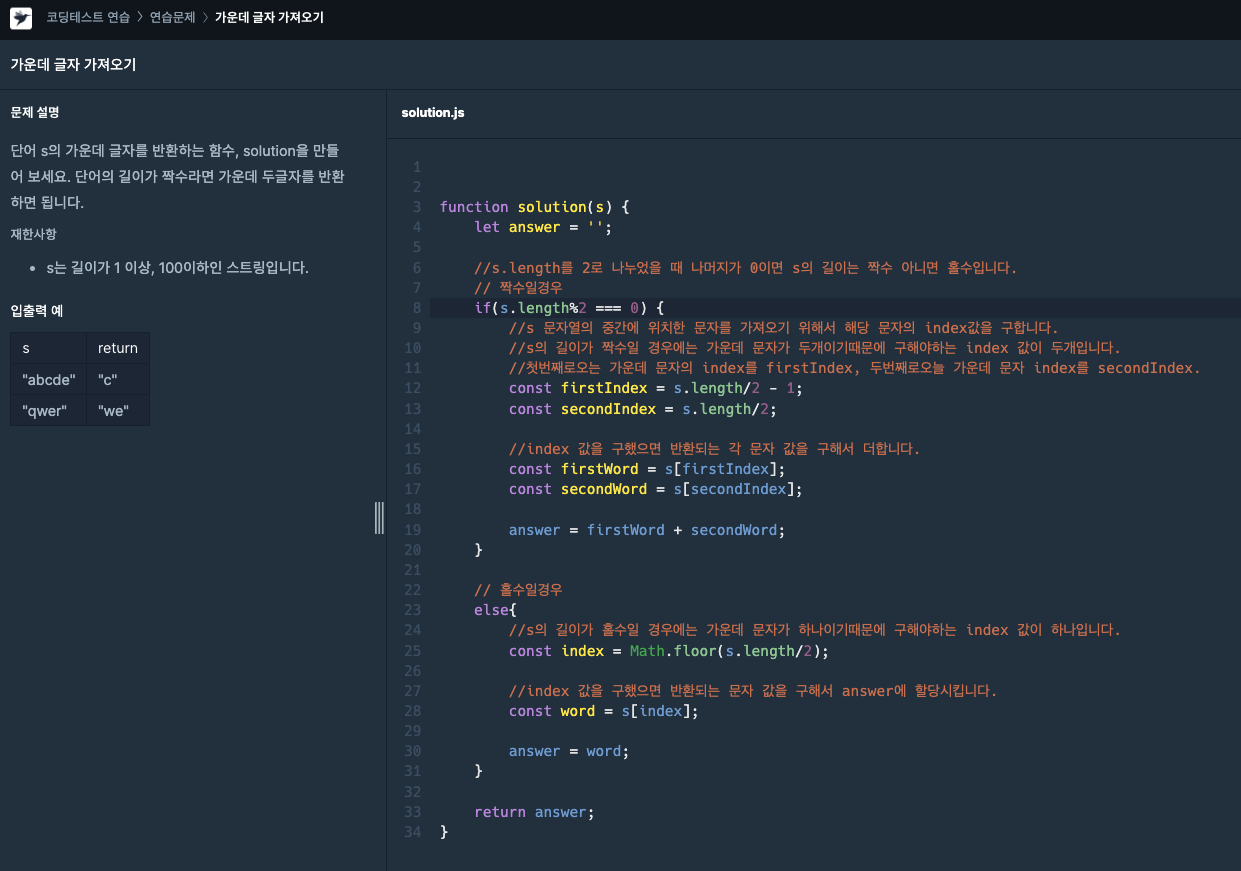 코딩테스트 연습 > 연습문제 > 가운데 글자 가져오기
가운데 글자 가져오기
문제 설명
단어 s의 가운데 글자를 반환하는 함수, solution을 만들
어 보세요. 단어의 길이가 짝수라면 가운데 두글자를 반환
하면 됩니다.
재한사항
• s는 길이가 1 이상, 100이하인 스트링입니다.
입출력 예
s return
"abcde" "c"
"qwer" "we"
solution.js
1
2
3 function solution(s) {
4     let answer = '';
5
6     //s.length를 2로 나누었을 때 나머지가 0이면 s의 길이는 짝수 아니면 홀수입니다.
7     // 짝수일경우
8     if(s.length%2 === 0) {
9         //s 문자열의 중간에 위치한 문자를 가져오기 위해서 해당 문자의 index값을 구합니다.
10         //s의 길이가 짝수일 경우에는 가운데 문자가 두개이기때문에 구해야하는 index 값이 두개입니다.
11         //첫번째로오는 가운데 문자의 index를 firstIndex, 두번째로오늘 가운데 문자 index를 secondIndex.
12         const firstIndex = s.length/2 - 1;
13         const secondIndex = s.length/2;
14
15         //index 값을 구했으면 반환되는 각 문자 값을 구해서 더합니다.
16         const firstWord = s[firstIndex];
17         const secondWord = s[secondIndex];
18
19         answer = firstWord + secondWord;
20     }
21
22     // 홀수일경우
23     else{
24         //s의 길이가 홀수일 경우에는 가운데 문자가 하나이기때문에 구해야하는 index 값이 하나입니다.
25         const index = Math.floor(s.length/2);
26
27         //index 값을 구했으면 반환되는 문자 값을 구해서 answer에 할당시킵니다.
28         const word = s[index];
29
30         answer = word;
31     }
32
33     return answer;
34 }